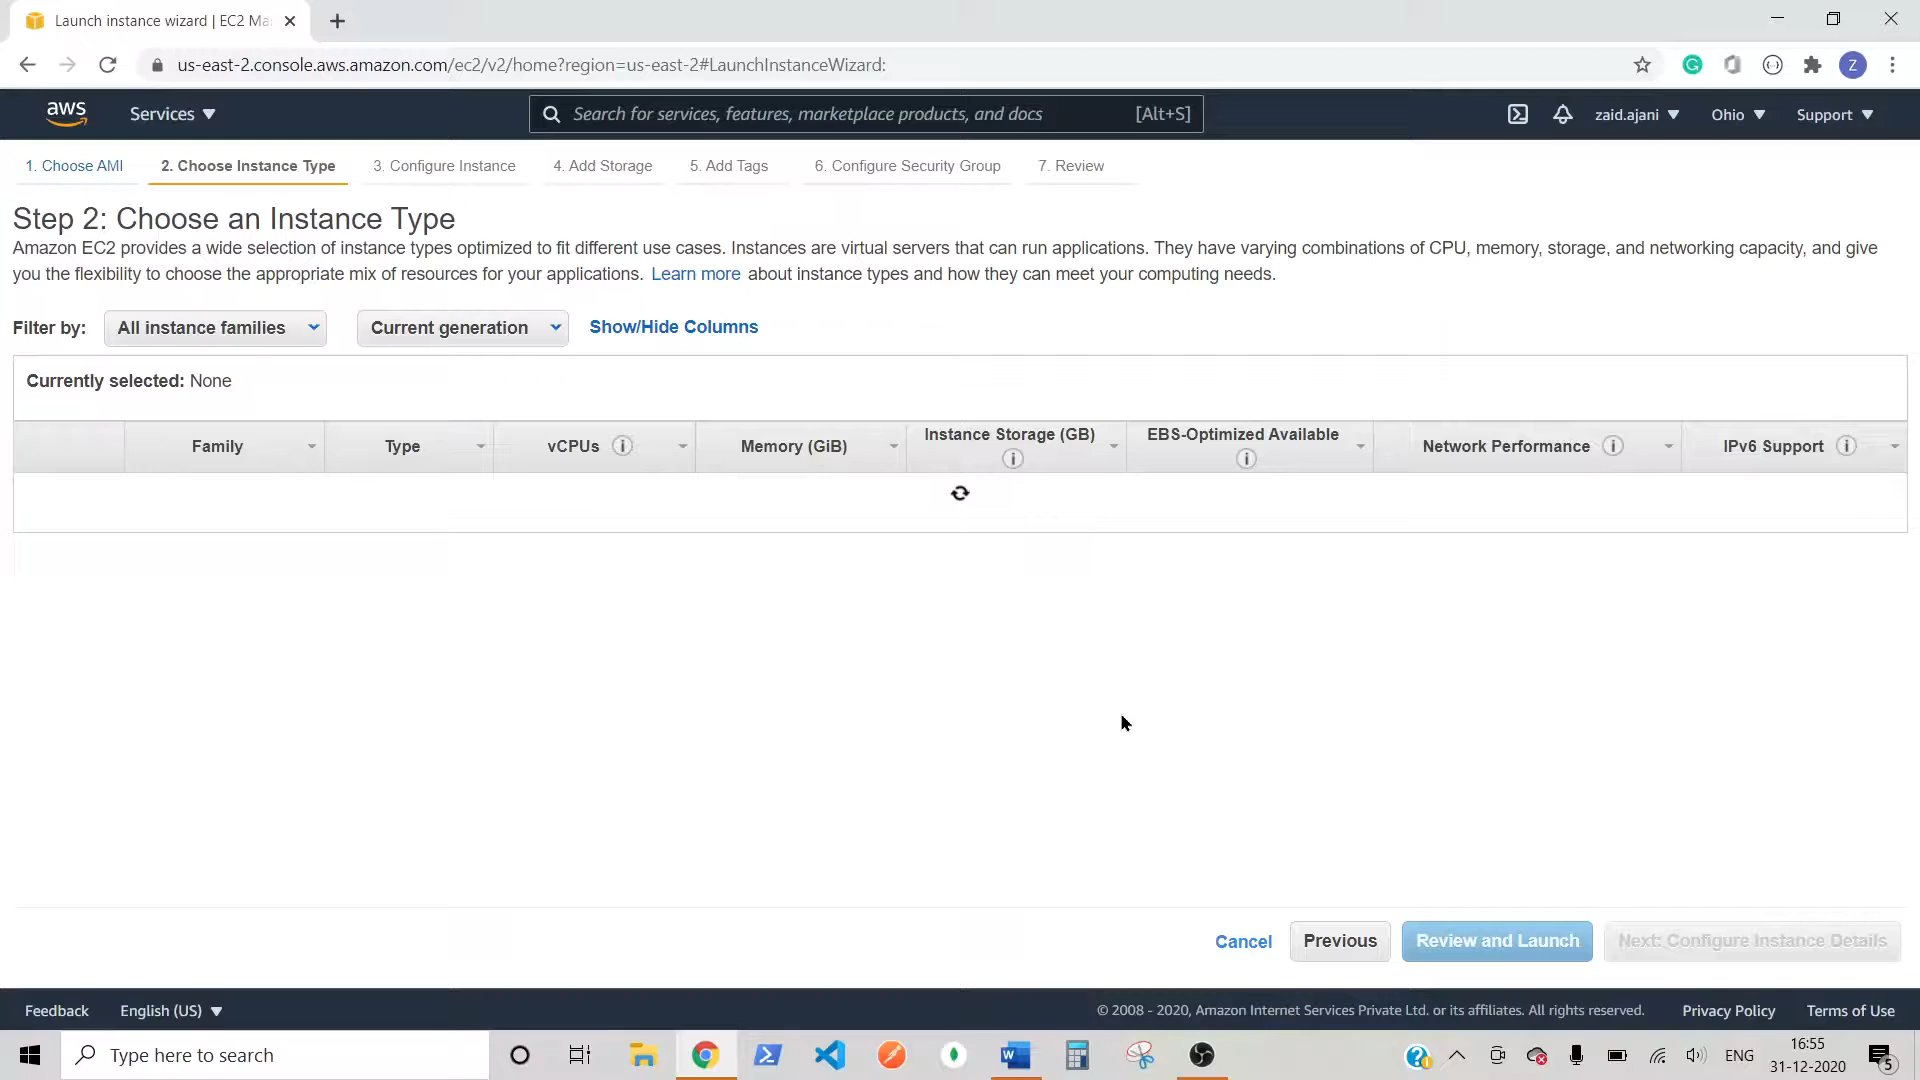 Launch instance wizard | EC2 Ma
us-east-2.console.aws.amazon.com/ec2/v2/home?region=us-east-2#LaunchInstanceWizard:
Z
aws
Services
Search for services, features, marketplace products, and docs
[Alt+S]
zaid.ajani
Ohio
Support
1. Choose AMI
2. Choose Instance Type
3. Configure Instance
4. Add Storage
5. Add Tags
6. Configure Security Group
7. Review
Step 2: Choose an Instance Type
Amazon EC2 provides a wide selection of instance types optimized to fit different use cases. Instances are virtual servers that can run applications. They have varying combinations of CPU, memory, storage, and networking capacity, and give
you the flexibility to choose the appropriate mix of resources for your applications. Learn more about instance types and how they can meet your computing needs.
Filter by:
All instance families
Current generation
Show/Hide Columns
Currently selected: None
Family
Type
vCPUs
Memory (GiB)
Instance Storage (GB)
EBS-Optimized Available
Network Performance
IPv6 Support
Cancel
Previous
Review and Launch
Next: Configure Instance Details
Feedback
English (US)
© 2008 - 2020, Amazon Internet Services Private Ltd. or its affiliates. All rights reserved.
Privacy Policy
Terms of Use
Type here to search
ENG
16:55
31-12-2020
5